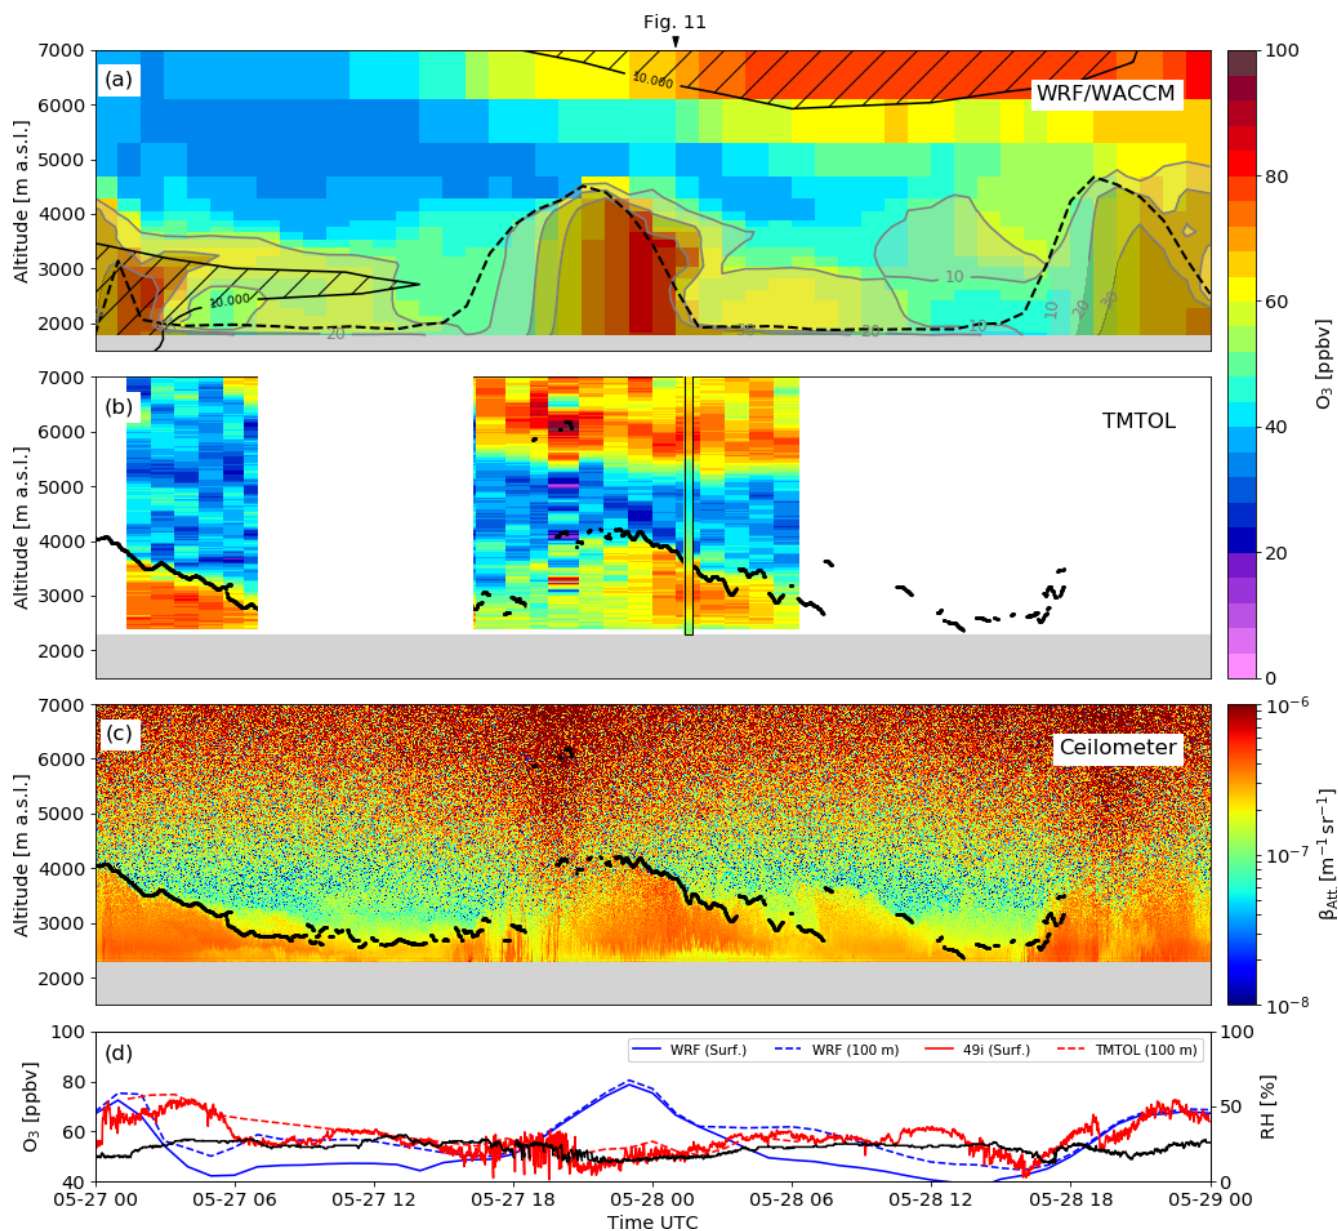 Fig. 11
(a)
WRF/WACCM
7000
6000
5000
4000
3000
2000
Altitude [m a.s.l.]
10.000
10.000
20
30
20
10
10
10
20
30
100
80
60
40
20
0
O₃ [ppbv]
(b)
TMTOL
7000
6000
5000
4000
3000
2000
Altitude [m a.s.l.]
(c)
Ceilometer
7000
6000
5000
4000
3000
2000
Altitude [m a.s.l.]
10⁻⁶
10⁻⁷
10⁻⁸
β_Att. [m⁻¹ sr⁻¹]
(d)
WRF (Surf.) WRF (100 m) 49i (Surf.) TMTOL (100 m)
100
80
60
40
O₃ [ppbv]
100
50
0
RH [%]
05-27 00 05-27 06 05-27 12 05-27 18 05-28 00 05-28 06 05-28 12 05-28 18 05-29 00
Time UTC